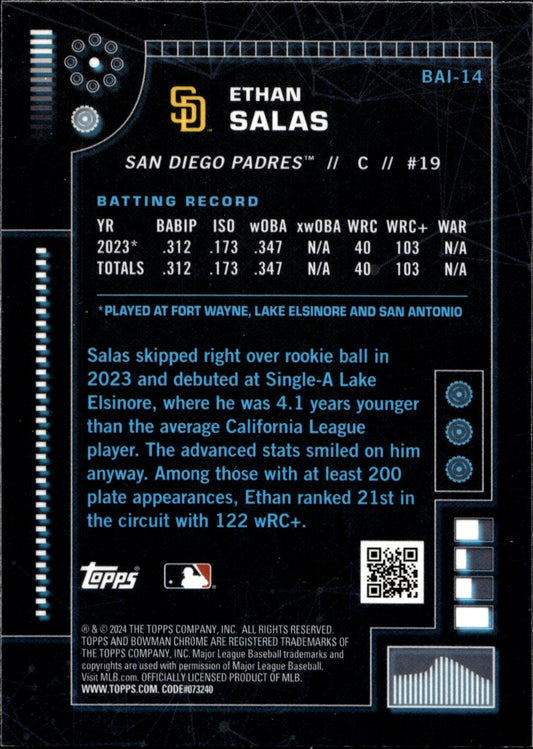 BAI-14
SD
ETHAN
SALAS
SAN DIEGO PADRES™ // C // #19
BATTING RECORD
YR BABIP ISO wOBA xwOBA WRC WRC+ WAR
2023* .312 .173 .347 N/A 40 103 N/A
TOTALS .312 .173 .347 N/A 40 103 N/A
*PLAYED AT FORT WAYNE, LAKE ELSINORE AND SAN ANTONIO
Salas skipped right over rookie ball in
2023 and debuted at Single-A Lake
Elsinore, where he was 4.1 years younger
than the average California League
player. The advanced stats smiled on him
anyway. Among those with at least 200
plate appearances, Ethan ranked 21st in
the circuit with 122 wRC+.
topps
® & © 2024 THE TOPPS COMPANY, INC. ALL RIGHTS RESERVED.
TOPPS AND BOWMAN CHROME ARE REGISTERED TRADEMARKS OF
THE TOPPS COMPANY, INC. Major League Baseball trademarks and
copyrights are used with permission of Major League Baseball.
Visit MLB.com. OFFICIALLY LICENSED PRODUCT OF MLB.
WWW.TOPPS.COM. CODE#073240